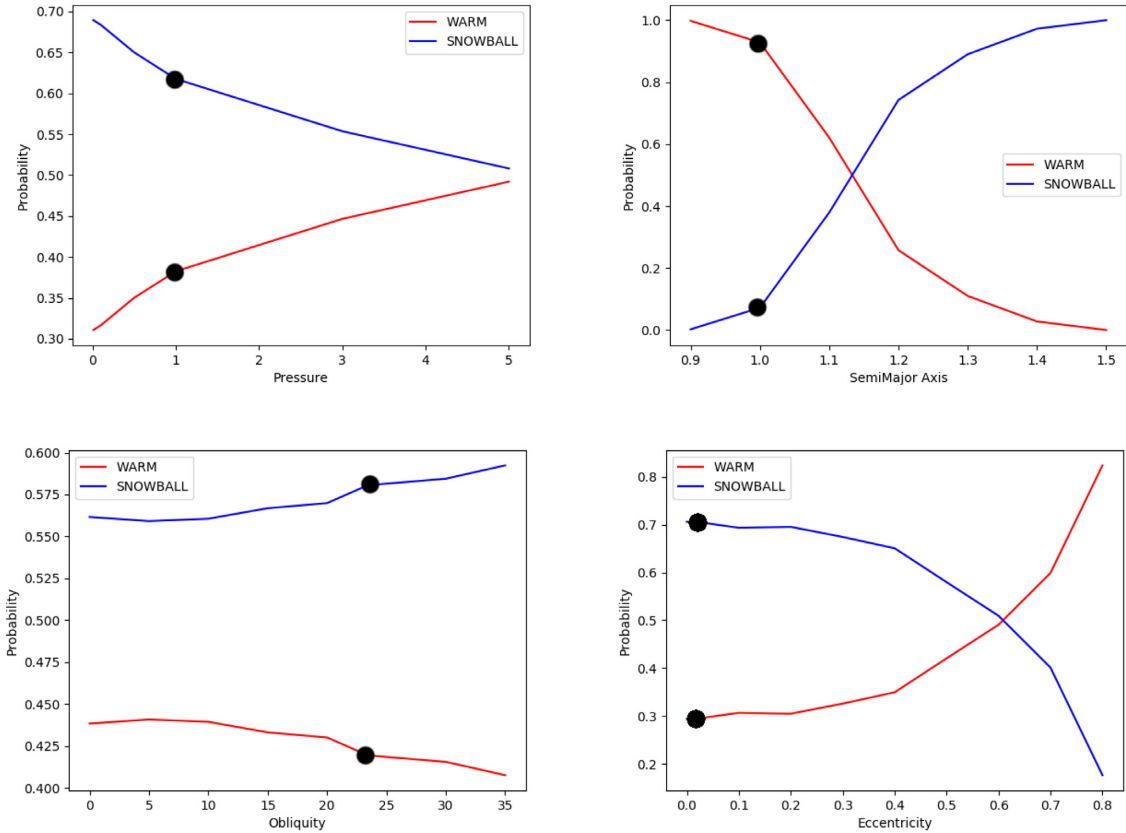 0.70
0.65
0.60
0.55
0.50
0.45
0.40
0.35
0.30
Probability
WARM
SNOWBALL
0 1 2 3 4 5
Pressure
1.0
0.8
0.6
0.4
0.2
0.0
Probability
WARM
SNOWBALL
0.9 1.0 1.1 1.2 1.3 1.4 1.5
SemiMajor Axis
0.600
0.575
0.550
0.525
0.500
0.475
0.450
0.425
0.400
Probability
WARM
SNOWBALL
0 5 10 15 20 25 30 35
Obliquity
0.8
0.7
0.6
0.5
0.4
0.3
0.2
Probability
WARM
SNOWBALL
0.0 0.1 0.2 0.3 0.4 0.5 0.6 0.7 0.8
Eccentricity